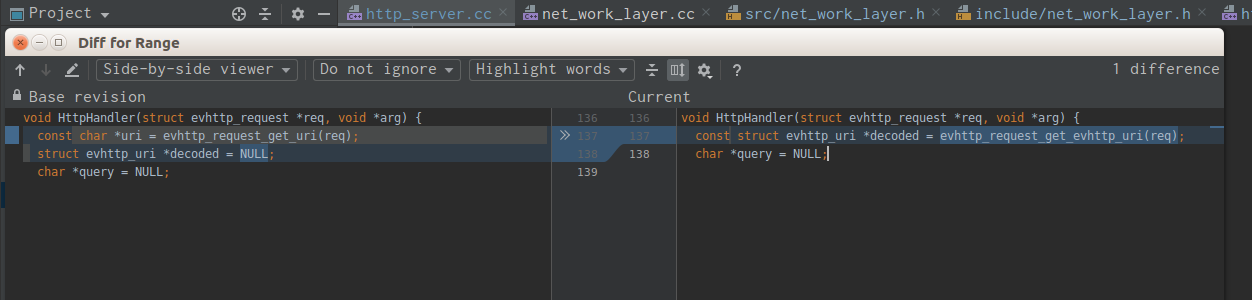 Project http_server.cc net_work_layer.cc src/net_work_layer.h include/net_work_layer.h
Diff for Range
Side-by-side viewer Do not ignore Highlight words ? 1 difference
Base revision Current
void HttpHandler(struct evhttp_request *req, void *arg) { 136 136 void HttpHandler(struct evhttp_request *req, void *arg) {
const char *uri = evhttp_request_get_uri(req); 137 137 const struct evhttp_uri *decoded = evhttp_request_get_evhttp_uri(req);
struct evhttp_uri *decoded = NULL; 138 138 char *query = NULL;
char *query = NULL; 139